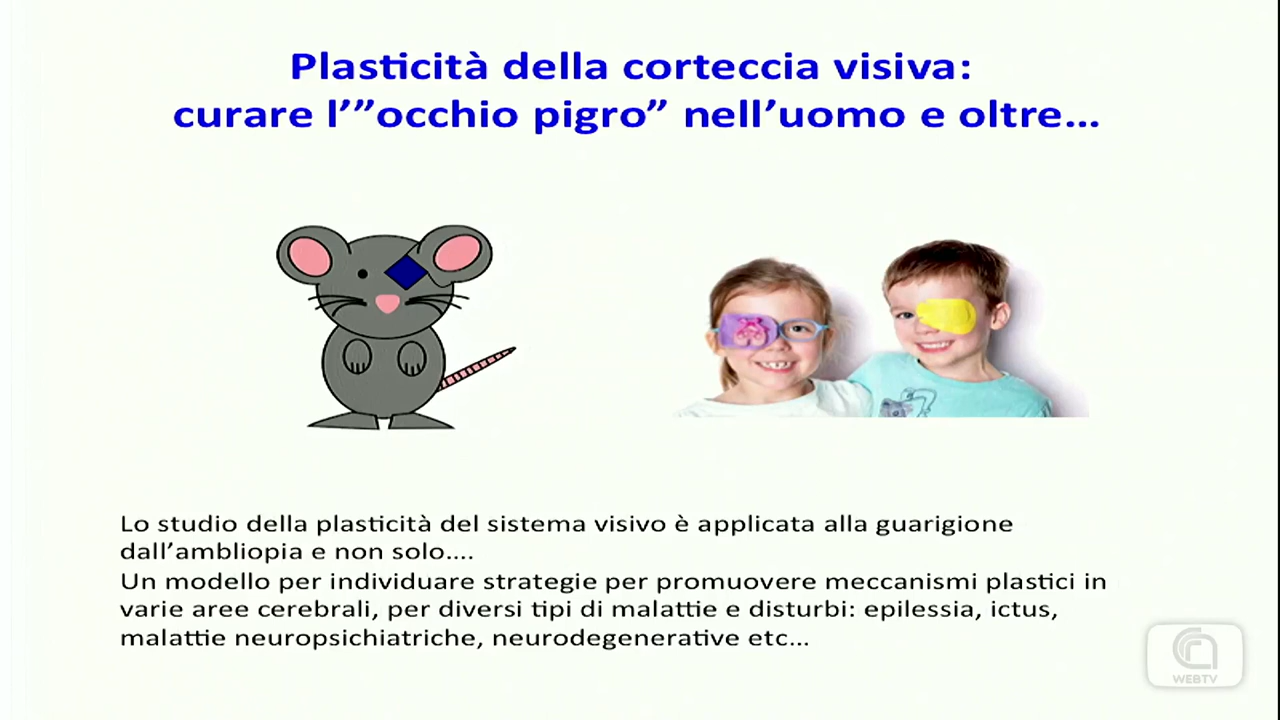 Plasticità della corteccia visiva:
curare l’”occhio pigro” nell’uomo e oltre...
Lo studio della plasticità del sistema visivo è applicata alla guarigione
dall’ambliopia e non solo....
Un modello per individuare strategie per promuovere meccanismi plastici in
varie aree cerebrali, per diversi tipi di malattie e disturbi: epilessia, ictus,
malattie neuropsichiatriche, neurodegenerative etc...
WEBTV